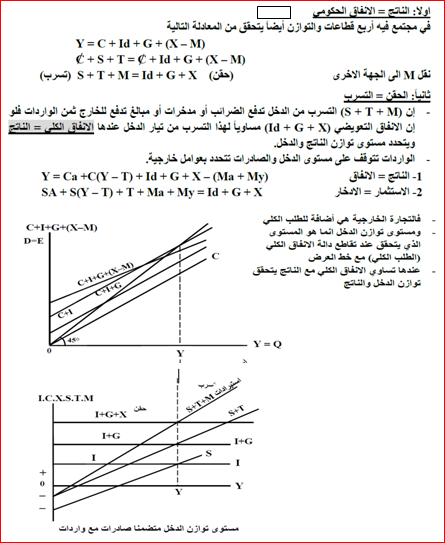 اولا: الناتج = الانفاق الحكومي
في مجتمع فيه أربع قطاعات والتوازن أيضاً يتحقق من المعادلة التالية
Y = C + Id + G + (X – M)
₡ + S + T = ₡ + Id + G + (X – M)
نقل M الى الجهة الاخرى (حقن) S + T + M = Id + G + X (تسرب)
ثانياً: الحقن = التسرب
- إن (S + T + M) التسرب من الدخل تدفع الضرائب أو مدخرات أو مبالغ تدفع للخارج ثمن الواردات فلو
إن الانفاق التعويضي (Id + G + X) مساوياً لهذا التسرب من تيار الدخل عندها الانفاق الكلي = الناتج
ويتحدد مستوى توازن الناتج والدخل.
- الواردات تتوقف على مستوى الدخل والصادرات تتحدد بعوامل خارجية.
1- الناتج = الانفاق Y = Ca +C(Y – T) + Id + G + X – (Ma + My)
2- الاستثمار = الادخار SA + S(Y – T) + T + Ma + My = Id + G + X
- فالتجارة الخارجية هي أضافة للطلب الكلي
- ومستوى توازن الدخل انما هو المستوى
الذي يتحقق عند تقاطع دالة الانفاق الكلي
(الطلب الكلي) مع خط العرض
- عندها تساوي الانفاق الكلي مع الناتج يتحقق
توازن الدخل والناتج
C+I+G+(X–M)
D=E
C+I+G+(X–M)
C+I+G
C
C+I
45°
0
Y
Y = Q
I.C.X.S.T.M
حقن
استيرادات
S+T+M
S+T
I+G+X
I+G
I+G
S
I
I
+
0
–
–
Y
Y
مستوى توازن الدخل متضمنا صادرات مع واردات